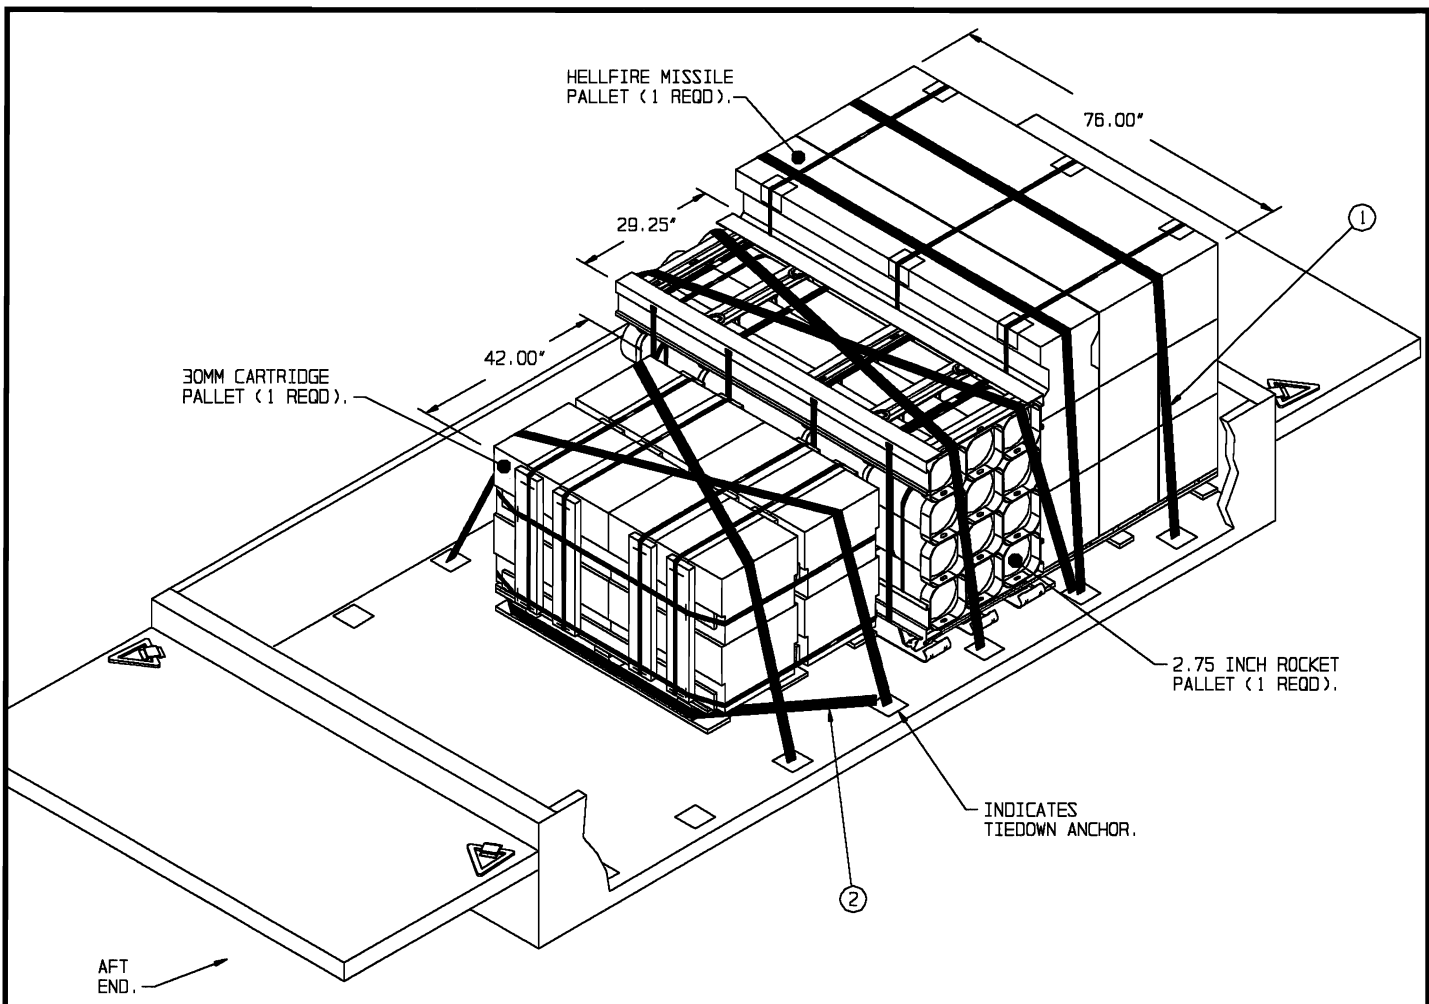 HELLFIRE MISSILE
PALLET (1 REQD).
76.00"
1
29.25"
42.00"
30MM CARTRIDGE
PALLET (1 REQD).
2.75 INCH ROCKET
PALLET (1 REQD).
INDICATES
TIEDOWN ANCHOR.
2
AFT
END.